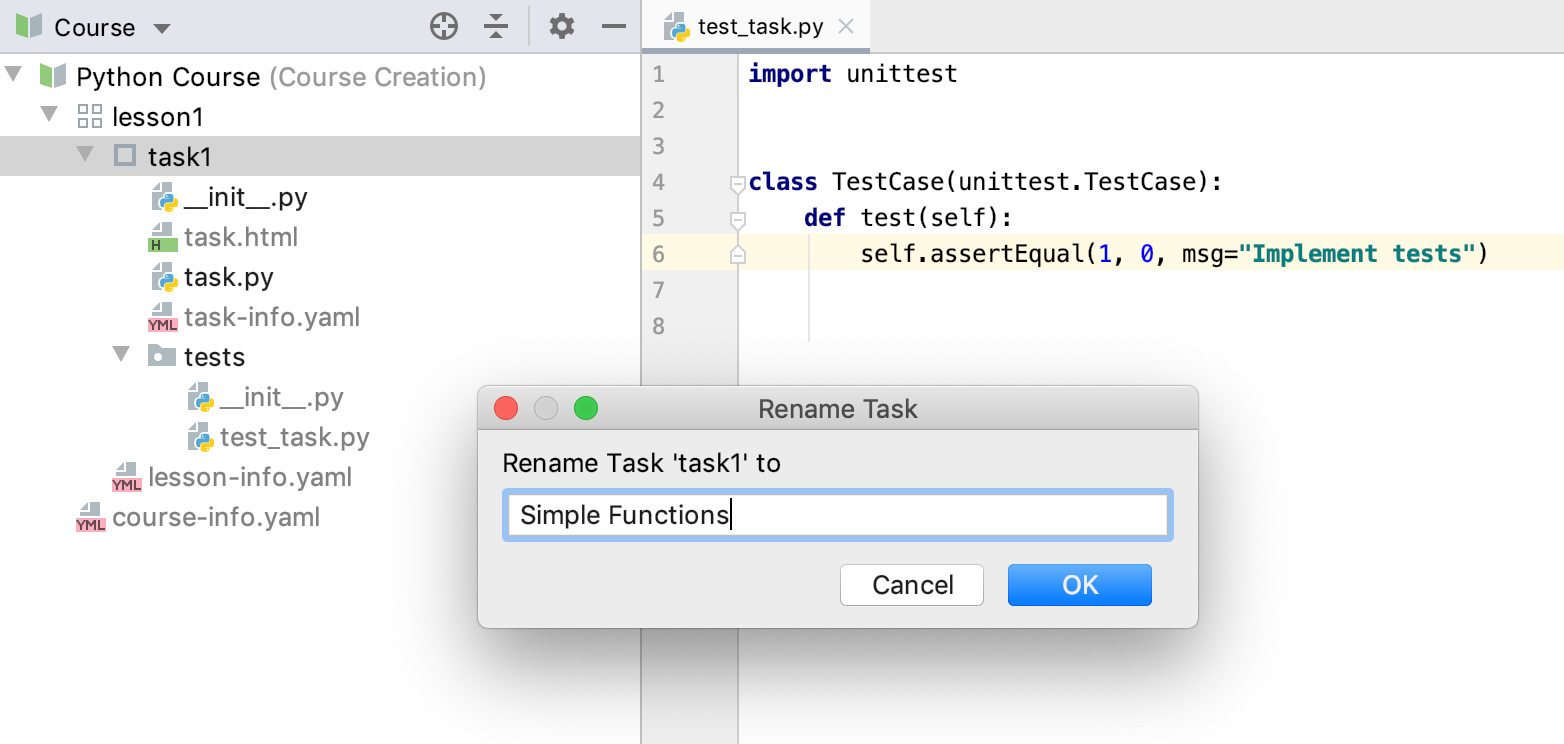 Course
Python Course (Course Creation)
lesson1
task1
__init__.py
H task.html
task.py
YML task-info.yaml
tests
__init__.py
test_task.py
YML lesson-info.yaml
YML course-info.yaml
test_task.py
1 import unittest
2
3
4 class TestCase(unittest.TestCase):
5 def test(self):
6 self.assertEqual(1, 0, msg="Implement tests")
7
8
Rename Task
Rename Task 'task1' to
Simple Functions
Cancel OK